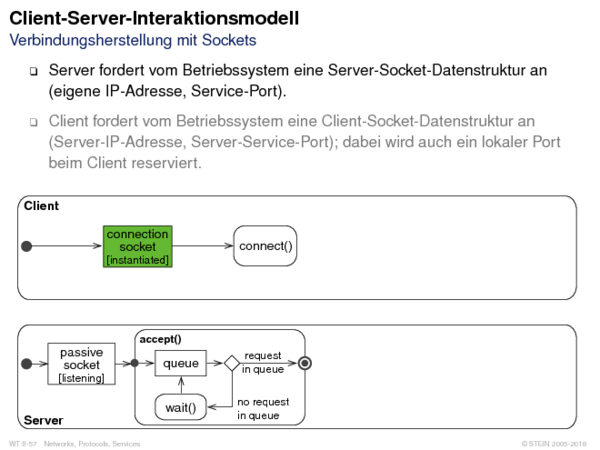 Client-Server-Interaktionsmodell
Verbindungsherstellung mit Sockets
Server fordert vom Betriebssystem eine Server-Socket-Datenstruktur an
(eigene IP-Adresse, Service-Port).
Client fordert vom Betriebssystem eine Client-Socket-Datenstruktur an
(Server-IP-Adresse, Server-Service-Port); dabei wird auch ein lokaler Port
beim Client reserviert.
Client
connection
socket
[instantiated]
connect()
accept()
passive
socket
[listening]
queue
request
in queue
wait()
no request
in queue
Server
WT:II-57 Networks, Protocols, Services
© STEIN 2005-2018